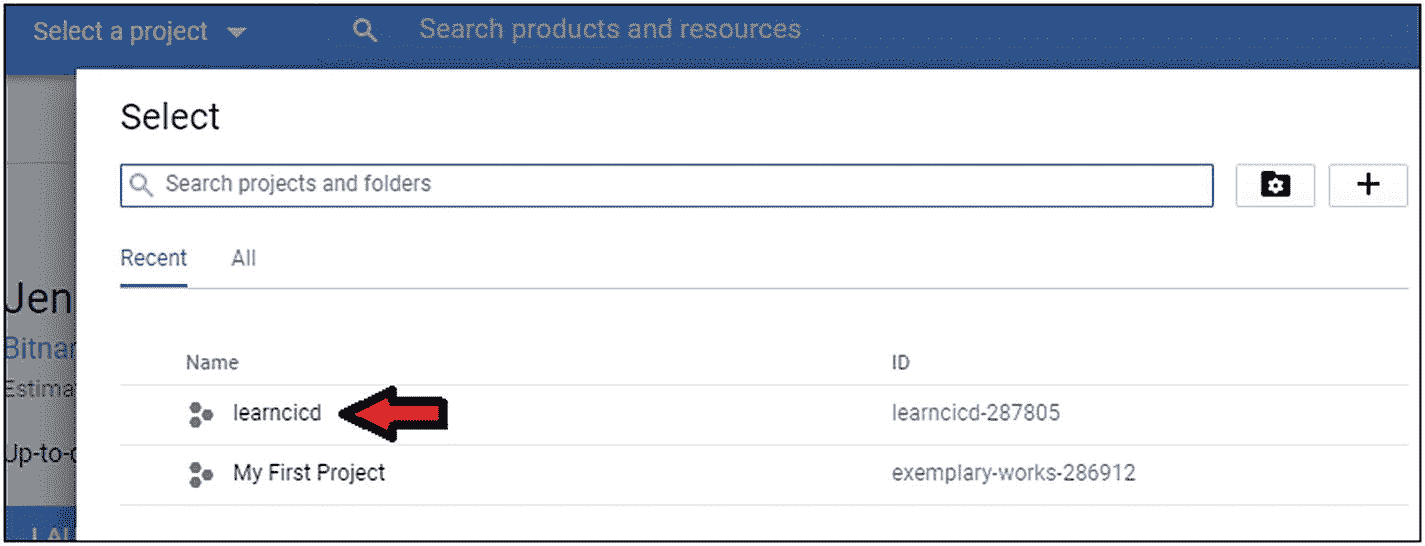 Select a project
Search products and resources
Select
Search projects and folders
Recent All
Name ID
learncicd learncicd-287805
My First Project exemplary-works-286912
Jen
Bitnar
Estima
Up-to-